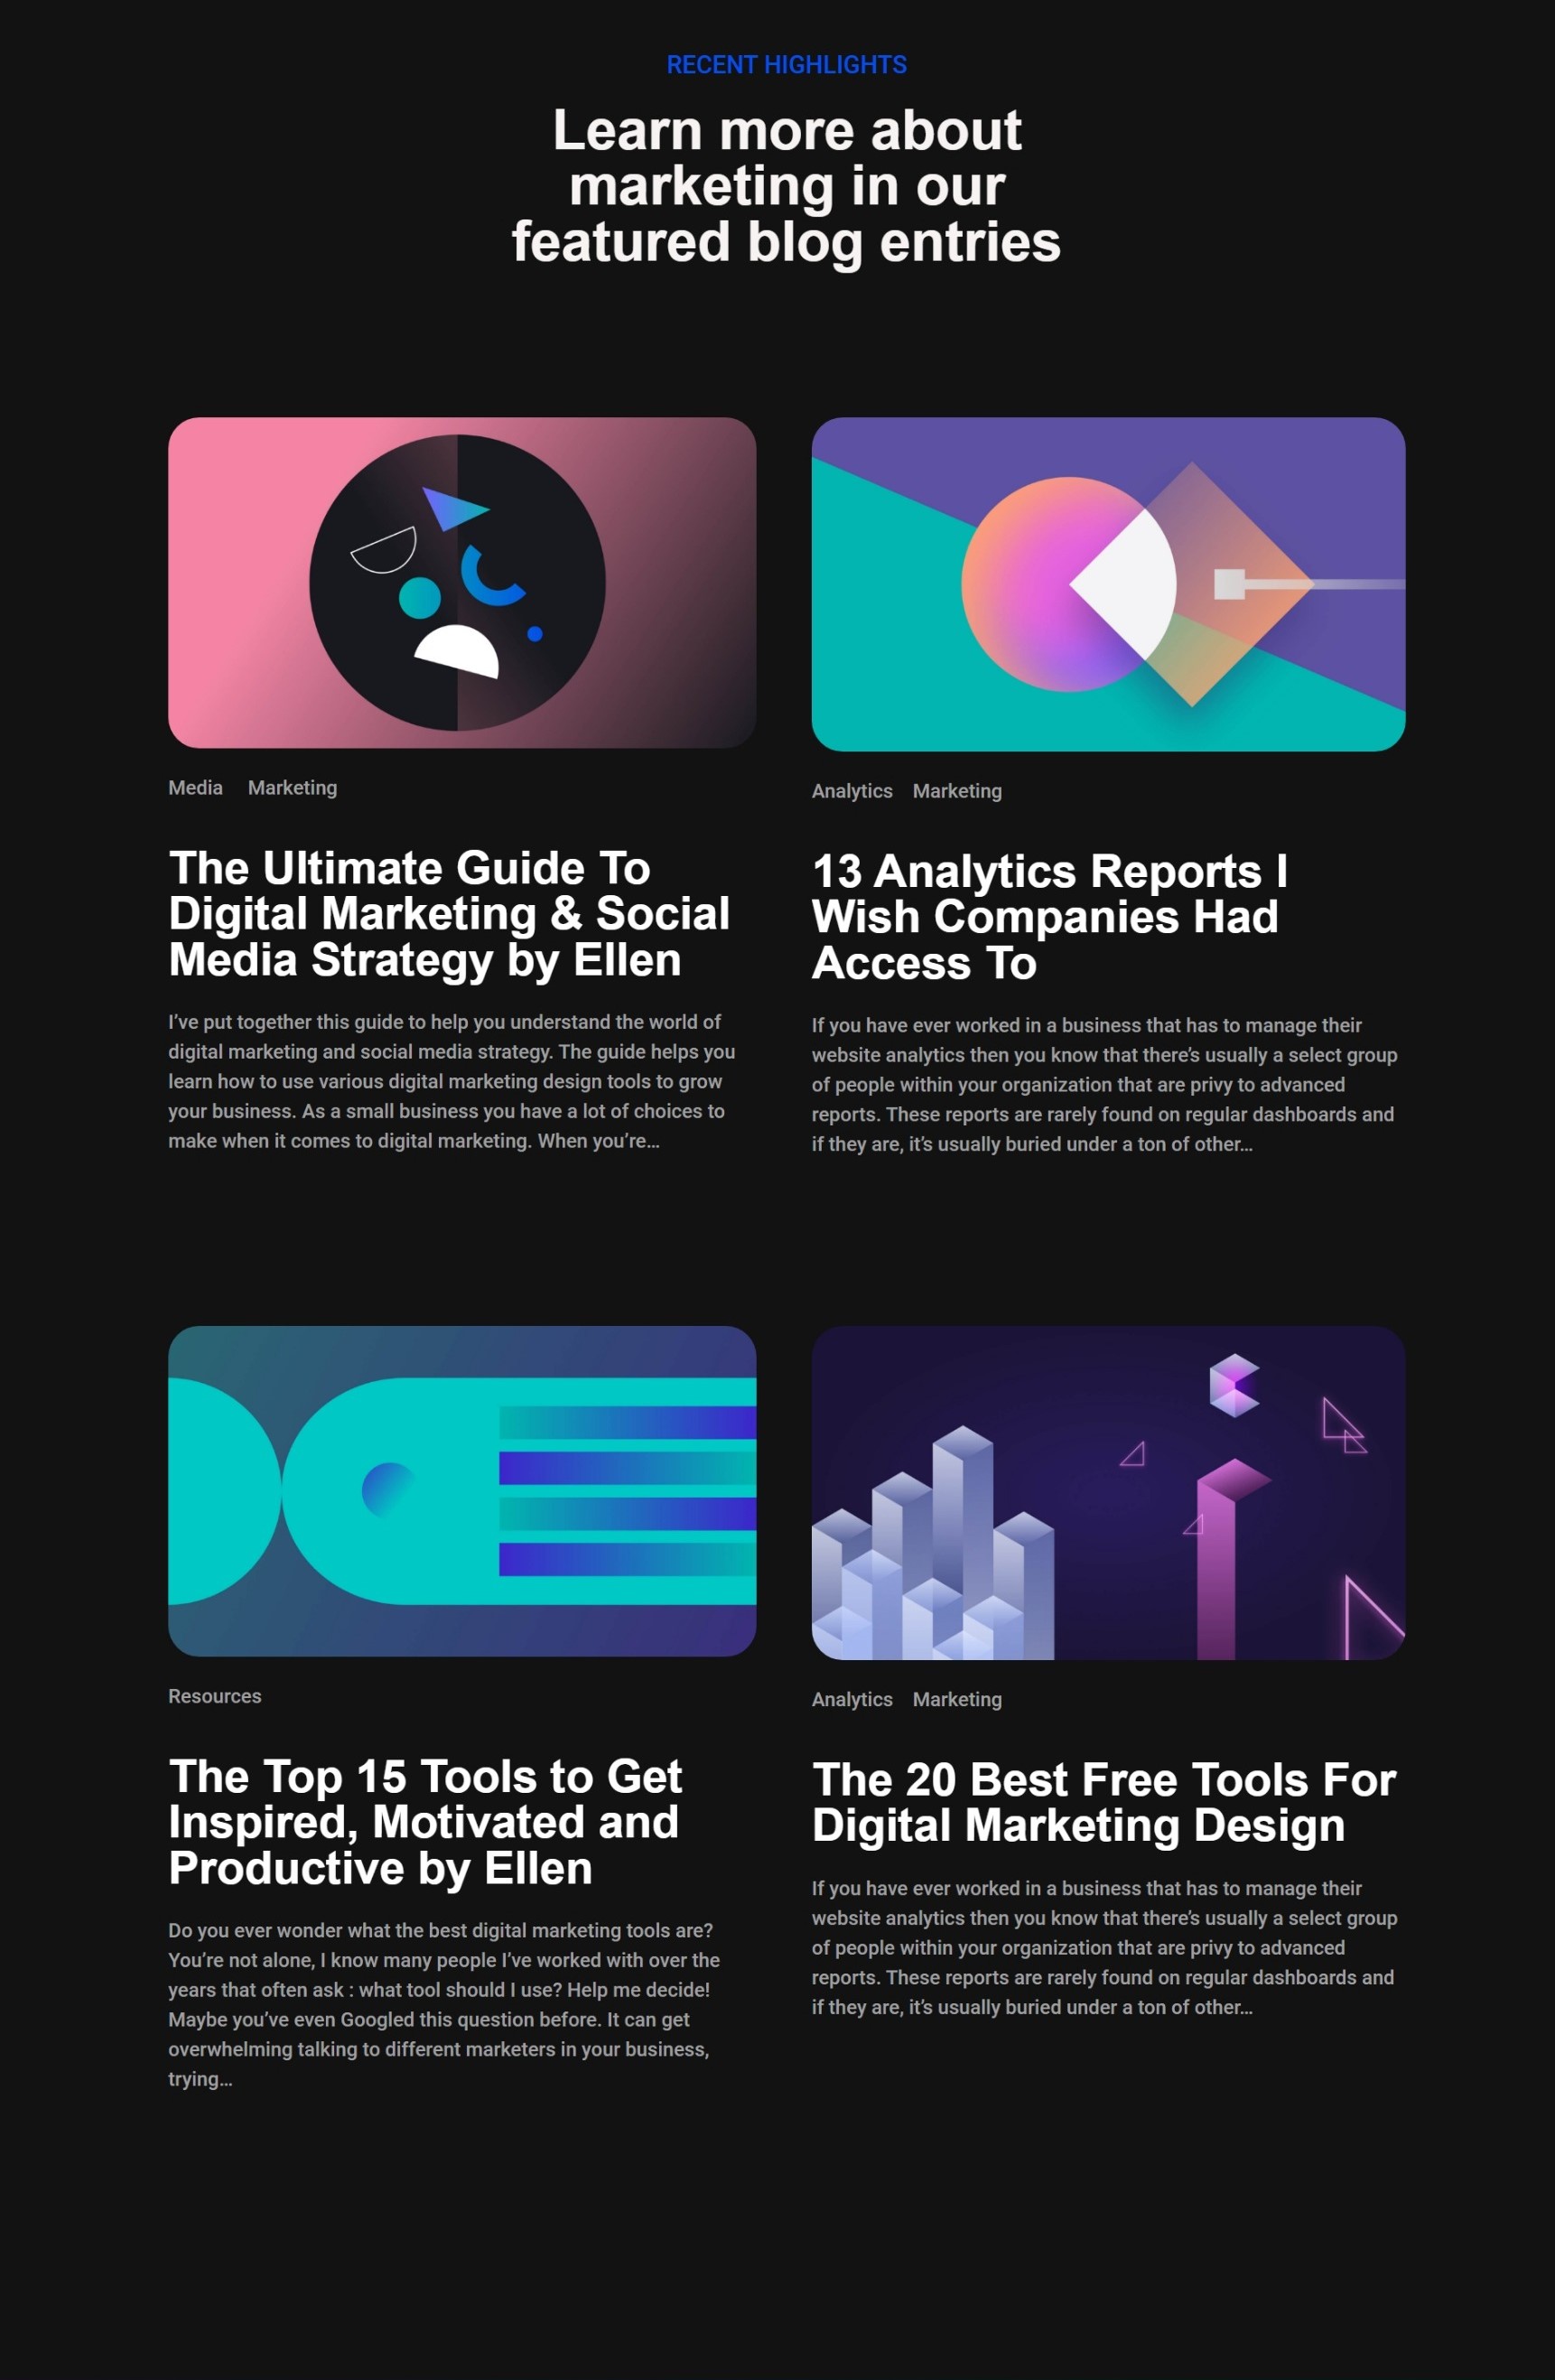 RECENT HIGHLIGHTS
Learn more about
marketing in our
featured blog entries
Media Marketing
The Ultimate Guide To
Digital Marketing & Social
Media Strategy by Ellen
I’ve put together this guide to help you understand the world of
digital marketing and social media strategy. The guide helps you
learn how to use various digital marketing design tools to grow
your business. As a small business you have a lot of choices to
make when it comes to digital marketing. When you’re…
Analytics Marketing
13 Analytics Reports I
Wish Companies Had
Access To
If you have ever worked in a business that has to manage their
website analytics then you know that there’s usually a select group
of people within your organization that are privy to advanced
reports. These reports are rarely found on regular dashboards and
if they are, it’s usually buried under a ton of other…
Resources
The Top 15 Tools to Get
Inspired, Motivated and
Productive by Ellen
Do you ever wonder what the best digital marketing tools are?
You’re not alone, I know many people I’ve worked with over the
years that often ask : what tool should I use? Help me decide!
Maybe you’ve even Googled this question before. It can get
overwhelming talking to different marketers in your business,
trying…
Analytics Marketing
The 20 Best Free Tools For
Digital Marketing Design
If you have ever worked in a business that has to manage their
website analytics then you know that there’s usually a select group
of people within your organization that are privy to advanced
reports. These reports are rarely found on regular dashboards and
if they are, it’s usually buried under a ton of other…